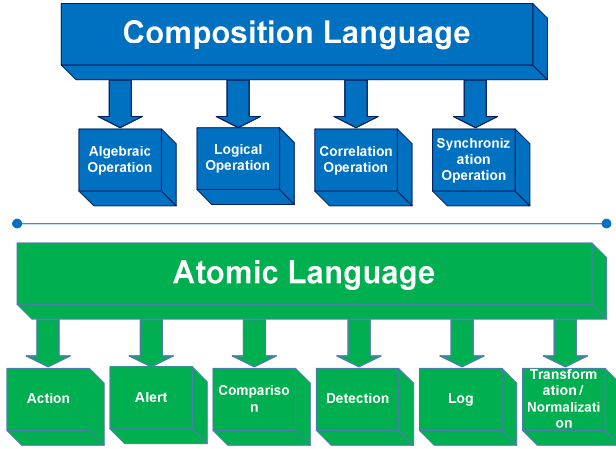 Composition Language
Algebraic
Operation
Logical
Operation
Correlation
Operation
Synchroniz
ation
Operation
Atomic Language
Action
Alert
Compariso
n
Detection
Log
Transform
ation /
Normalizati
on